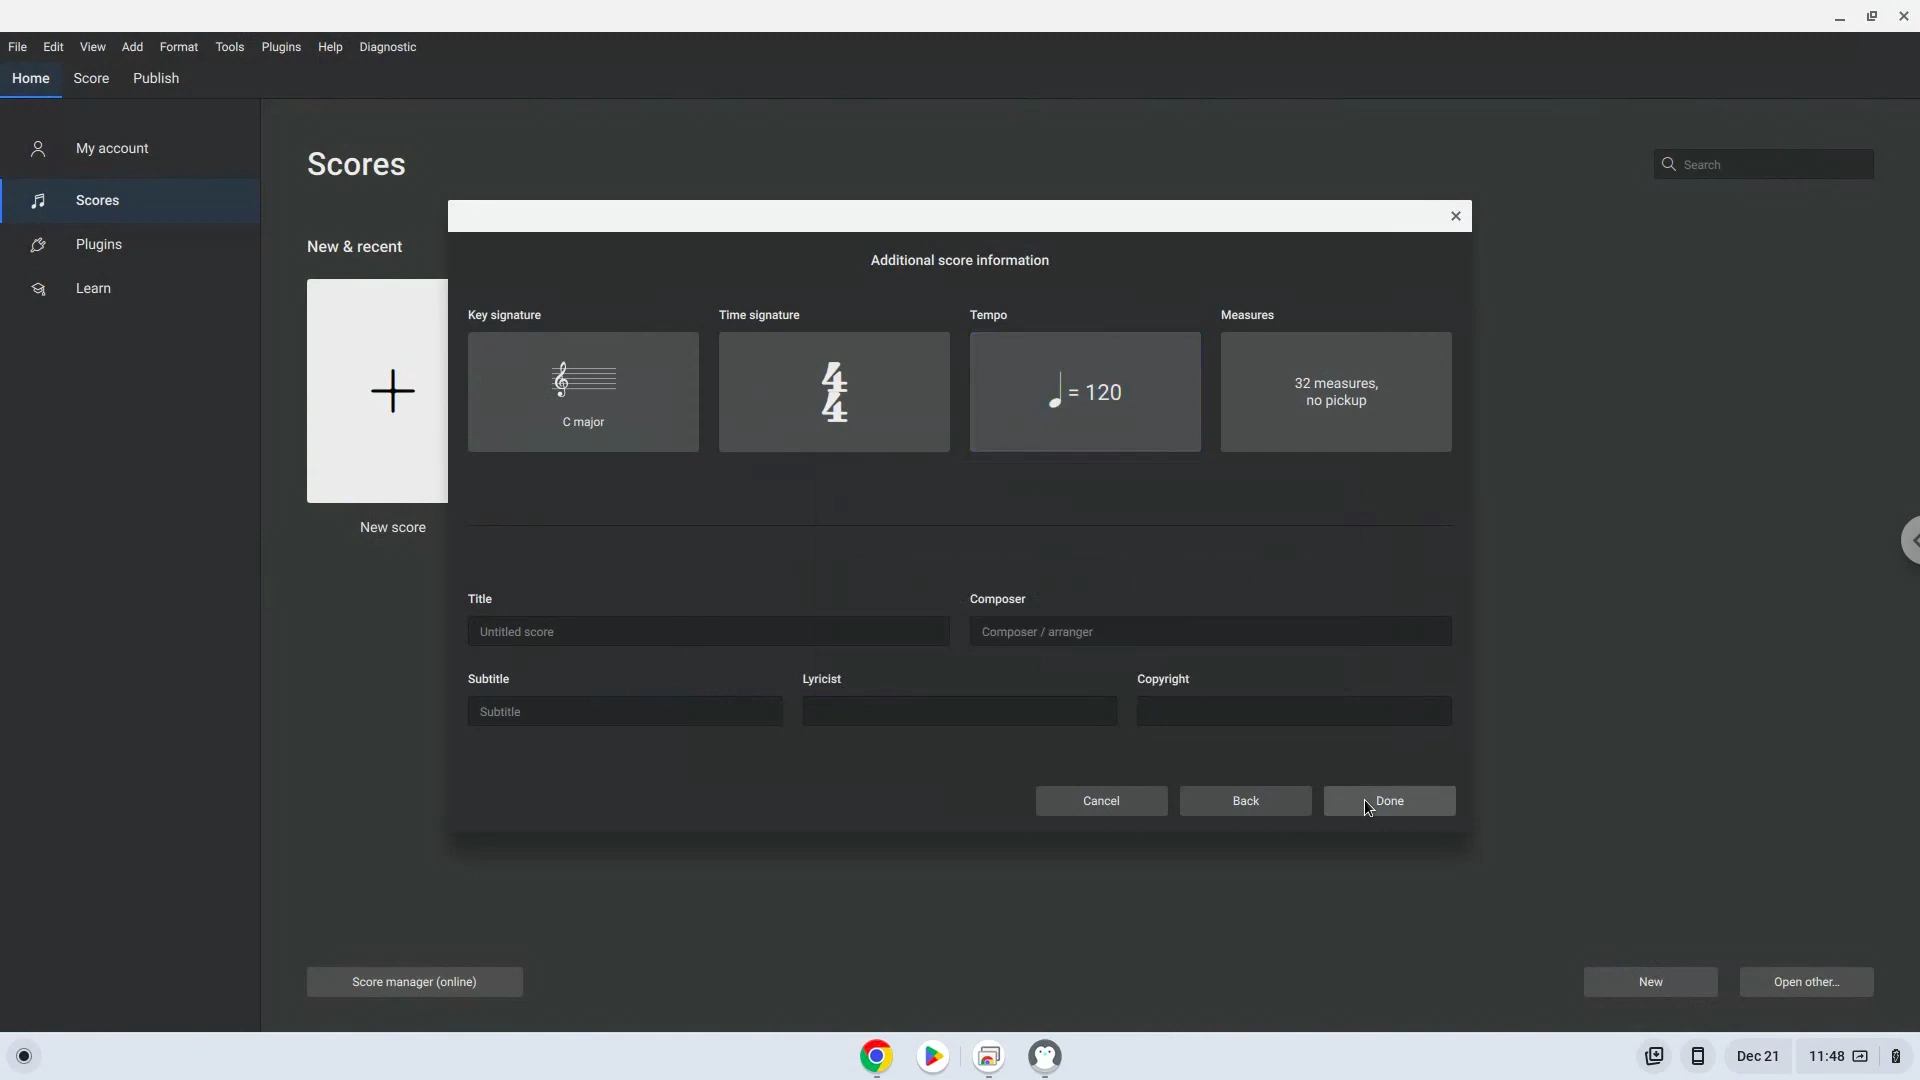 File Edit View Add Format Tools Plugins Help Diagnostic
Home Score Publish
My account
Scores
Plugins
Learn
Scores
Search
New & recent
New score
Additional score information
Key signature Time signature Tempo Measures
C major
4
4
= 120
32 measures,
no pickup
Title Composer
Untitled score Composer / arranger
Subtitle Lyricist Copyright
Subtitle
Cancel Back Done
Score manager (online) New Open other...
Dec 21 11:48